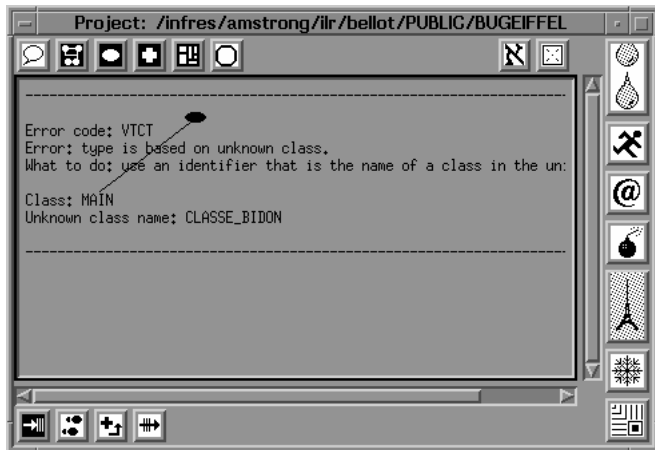 Project: /infres/amstrong/ilr/bellot/PUBLIC/BUGEIFFEL
-------------------------------------------------------------------
Error code: VTCT
Error: type is based on unknown class.
What to do: use an identifier that is the name of a class in the un:
Class: MAIN
Unknown class name: CLASSE_BIDON
-------------------------------------------------------------------
@